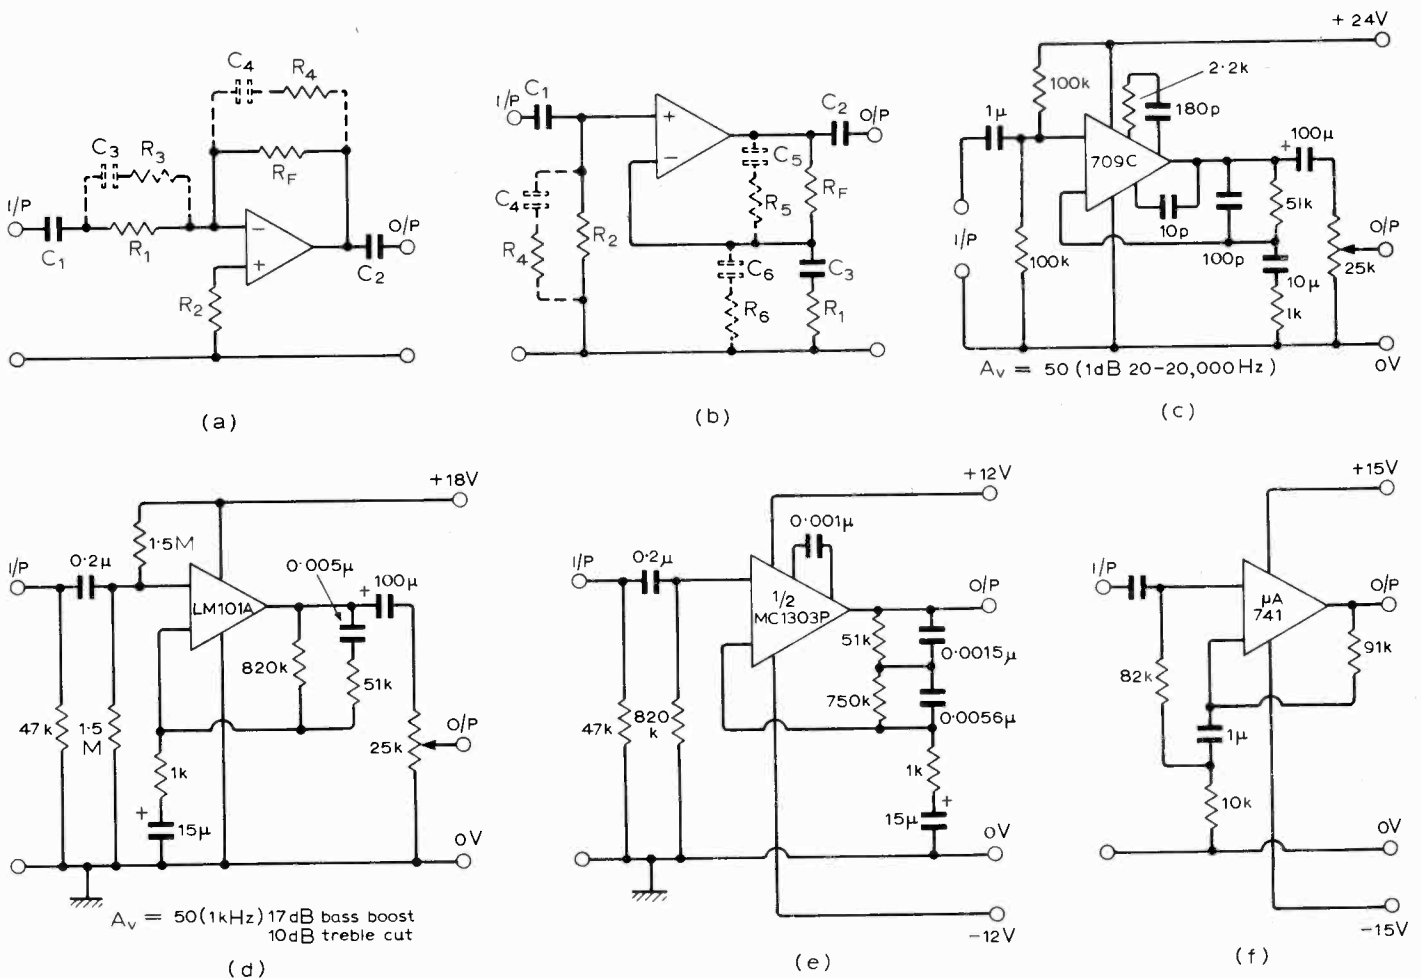 C4
R4
C3
R3
RF
I/P
C1
R1
−
+
O/P
C2
R2
(a)
I/P
C1
+
−
C2
O/P
C5
RF
C4
R2
R5
R4
C6
C3
R6
R1
(b)
+24V
2·2k
100k
1μ
180p
709C
+
100μ
51k
10p
I/P
O/P
100k
100p
10μ
25k
1k
0V
Av = 50 (1dB 20-20,000Hz)
(c)
+18V
1·5M
I/P
0·2μ
0·005μ
+
100μ
LM101A
820k
51k
47k
1·5
M
O/P
25k
1k
+
15μ
0V
Av = 50(1kHz) 17dB bass boost
10dB treble cut
(d)
+12V
0·001μ
I/P
0·2μ
O/P
1/2
MC1303P
51k
0·0015μ
750k
0·0056μ
47k
820
k
1k
+
15μ
0V
−12V
(e)
+15V
I/P
O/P
μA
741
91k
82k
1μ
10k
0V
−15V
(f)